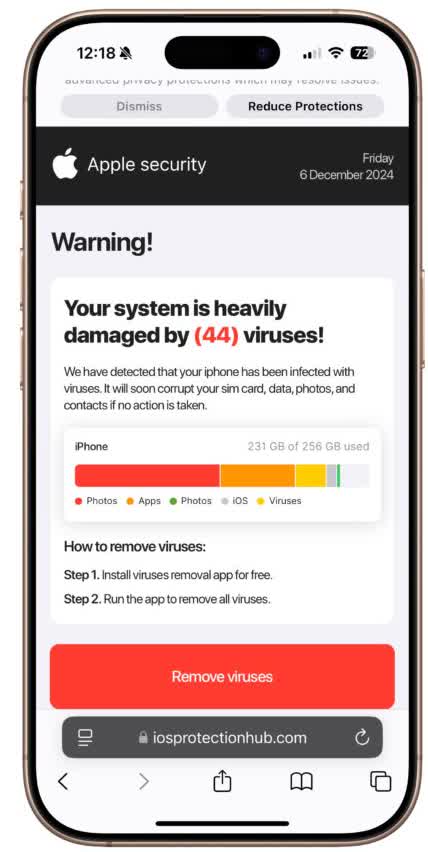 12:18
72
advanced privacy protections which may resolve issues.
Dismiss
Reduce Protections
Apple security
Friday
6 December 2024
Warning!
Your system is heavily
damaged by (44) viruses!
We have detected that your iphone has been infected with
viruses. It will soon corrupt your sim card, data, photos, and
contacts if no action is taken.
iPhone
231 GB of 256 GB used
Photos Apps Photos iOS Viruses
How to remove viruses:
Step 1. Install viruses removal app for free.
Step 2. Run the app to remove all viruses.
Remove viruses
iosprotectionhub.com